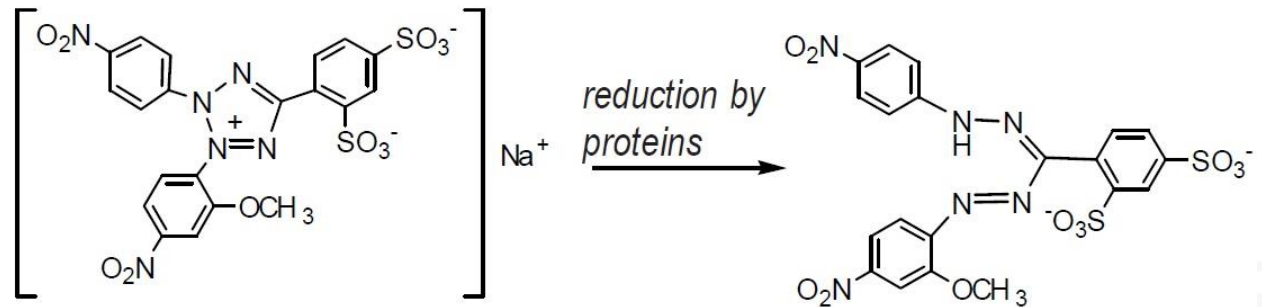 O₂N
SO₃⁻
N
N
N
+
N
SO₃⁻
OCH₃
O₂N
Na⁺
reduction by
proteins
O₂N
N
H
N
SO₃⁻
N
N
⁻O₃S
O₂N
OCH₃